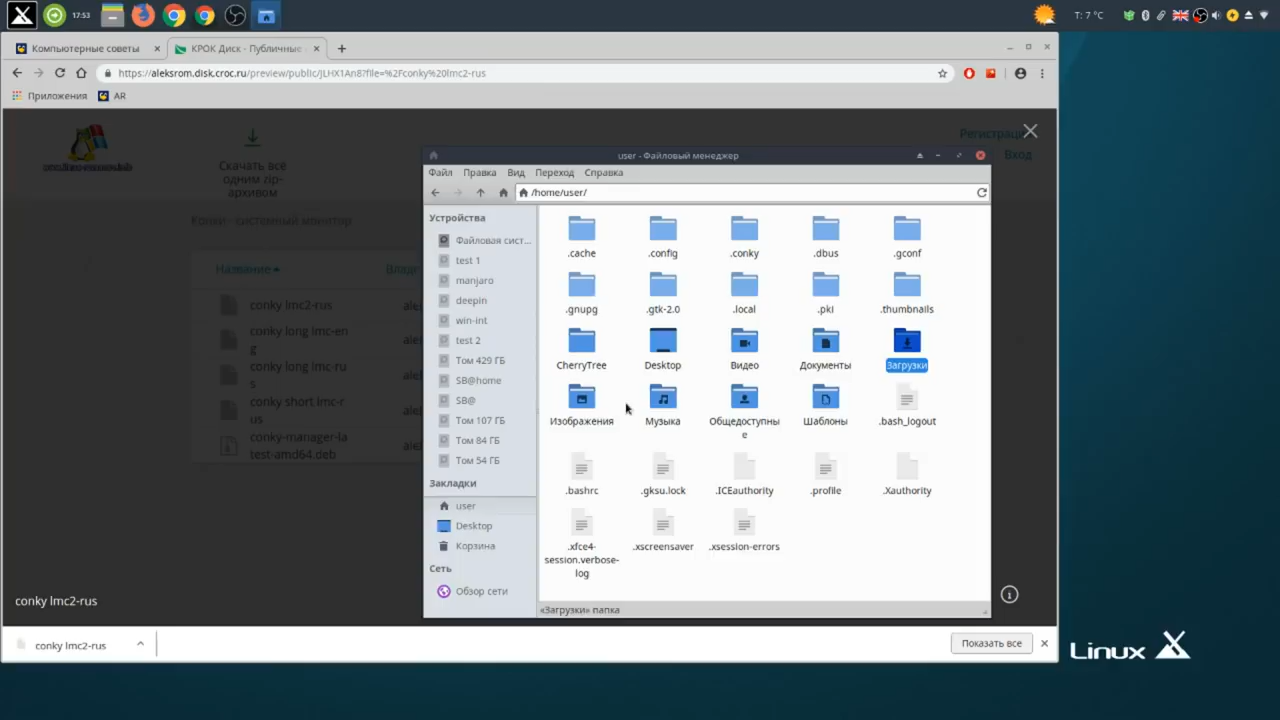 17:53
T: 7 °C
Компьютерные советы
КРОК Диск - Публичные
https://aleksrom.disk.croc.ru/preview/public/JLHX1An8?file=%2Fconky%20lmc2-rus
Приложения
AR
Скачать все
одним zip-
архивом
Регистраци
Вход
Конки - системный монитор
Название
conky lmc2-rus
conky long lmc-en
g
conky long lmc-ru
s
conky short lmc-r
us
conky-manager-la
test-amd64.deb
user - Файловый менеджер
Файл Правка Вид Переход Справка
/home/user/
Устройства
Файловая сист...
test 1
manjaro
deepin
win-int
test 2
Том 429 ГБ
SB@home
SB@
Том 107 ГБ
Том 84 ГБ
Том 54 ГБ
Закладки
user
Desktop
Корзина
Сеть
Обзор сети
.cache .config .conky .dbus .gconf
.gnupg .gtk-2.0 .local .pki .thumbnails
CherryTree Desktop Видео Документы Загрузки
Изображения Музыка Общедоступны
е Шаблоны .bash_logout
.bashrc .gksu.lock .ICEauthority .profile .Xauthority
.xfce4-
session.verbose-
log .xscreensaver .xsession-errors
«Загрузки» папка
conky lmc2-rus
conky lmc2-rus
Показать все
Linux